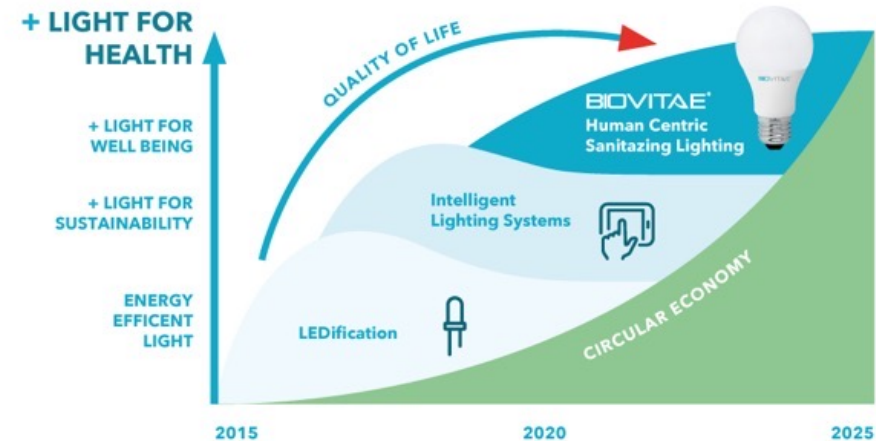 + LIGHT FOR
HEALTH
+ LIGHT FOR
WELL BEING
+ LIGHT FOR
SUSTAINABILITY
ENERGY
EFFICENT
LIGHT
QUALITY OF LIFE
BIOVITAE
Human Centric
Sanitazing Lighting
BIOVITAE
Intelligent
Lighting Systems
LEDification
CIRCULAR ECONOMY
2015
2020
2025